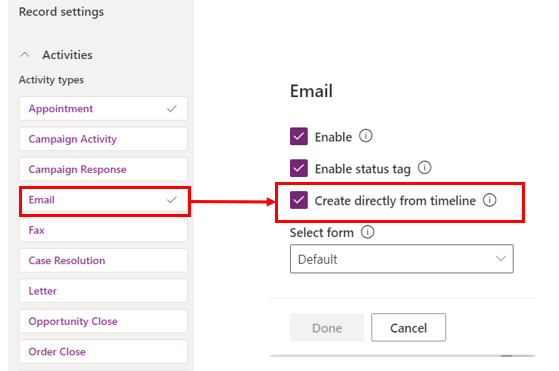 Record settings
Activities
Activity types
Appointment
Campaign Activity
Campaign Response
Email
Fax
Case Resolution
Letter
Opportunity Close
Order Close
Email
Enable
Enable status tag
Create directly from timeline
Select form
Default
Done
Cancel